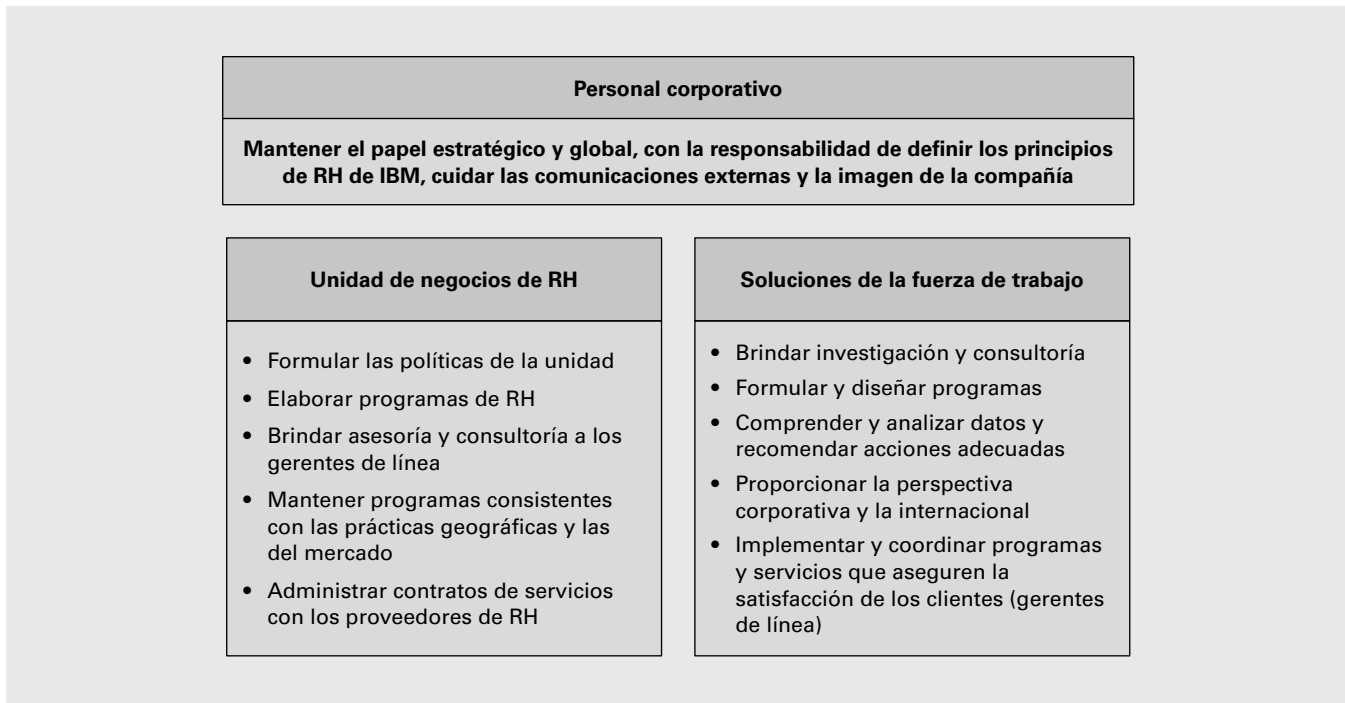 Personal corporativo
Mantener el papel estratégico y global, con la responsabilidad de definir los principios
de RH de IBM, cuidar las comunicaciones externas y la imagen de la compañía
Unidad de negocios de RH
• Formular las políticas de la unidad
• Elaborar programas de RH
• Brindar asesoría y consultoría a los
gerentes de línea
• Mantener programas consistentes
con las prácticas geográficas y las
del mercado
• Administrar contratos de servicios
con los proveedores de RH
Soluciones de la fuerza de trabajo
• Brindar investigación y consultoría
• Formular y diseñar programas
• Comprender y analizar datos y
recomendar acciones adecuadas
• Proporcionar la perspectiva
corporativa y la internacional
• Implementar y coordinar programas
y servicios que aseguren la
satisfacción de los clientes (gerentes
de línea)